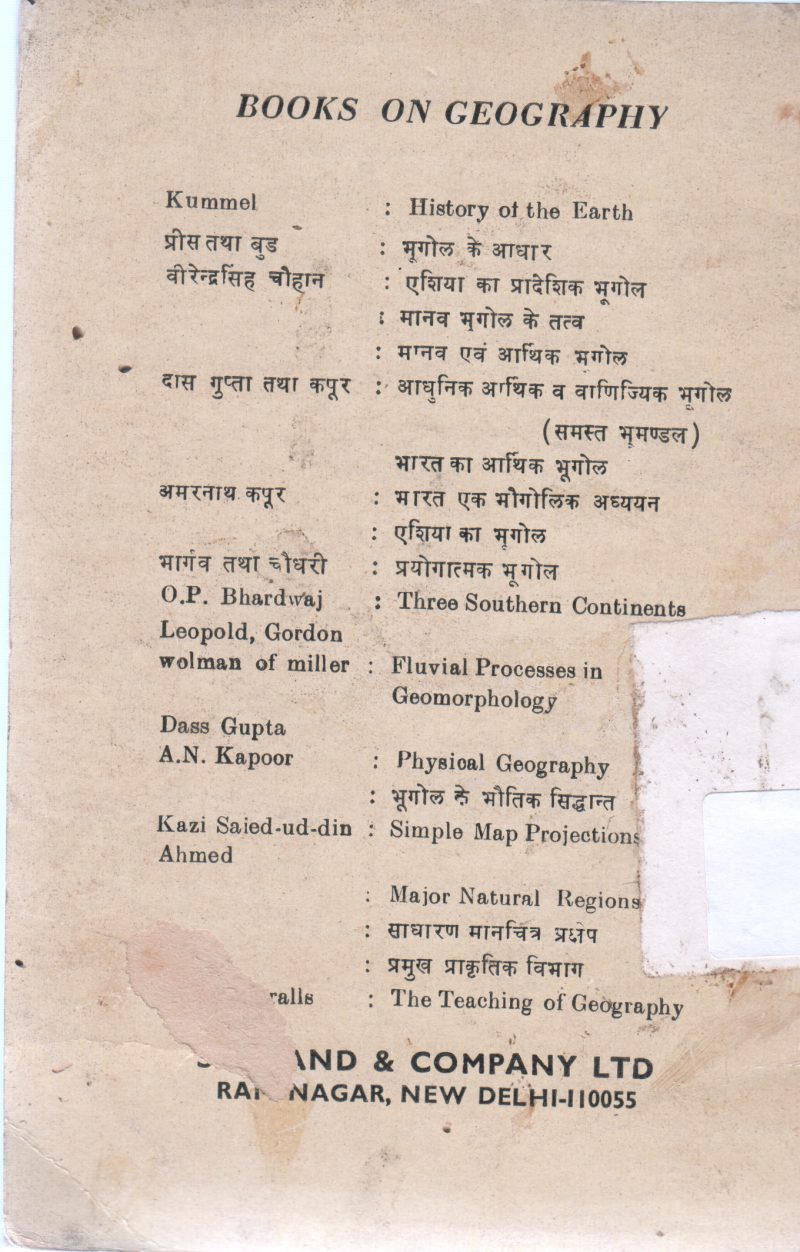 BOOKS ON GEOGRAPHY
Kummel : History of the Earth
प्रीस तथा बुड : भूगोल के आधार
वीरेन्द्रसिंह चौहान : एशिया का प्रादेशिक भूगोल
: मानव भूगोल के तत्व
: मानव एवं आर्थिक भूगोल
दास गुप्ता तथा कपूर : आधुनिक आर्थिक व वाणिज्यिक भूगोल
(समस्त भूमण्डल)
भारत का आर्थिक भूगोल
अमरनाथ कपूर : भारत एक भौगोलिक अध्ययन
: एशिया का भूगोल
भार्गव तथा चौधरी : प्रयोगात्मक भूगोल
O.P. Bhardwaj : Three Southern Continents
Leopold, Gordon
wolman of miller : Fluvial Processes in
Geomorphology
Dass Gupta
A.N. Kapoor : Physical Geography
: भूगोल के भौतिक सिद्धान्त
Kazi Saied-ud-din : Simple Map Projections
Ahmed
: Major Natural Regions
: साधारण मानचित्र प्रक्षेप
: प्रमुख प्राकृतिक विभाग
: The Teaching of Geography
& COMPANY LTD
NAGAR, NEW DELHI-110055